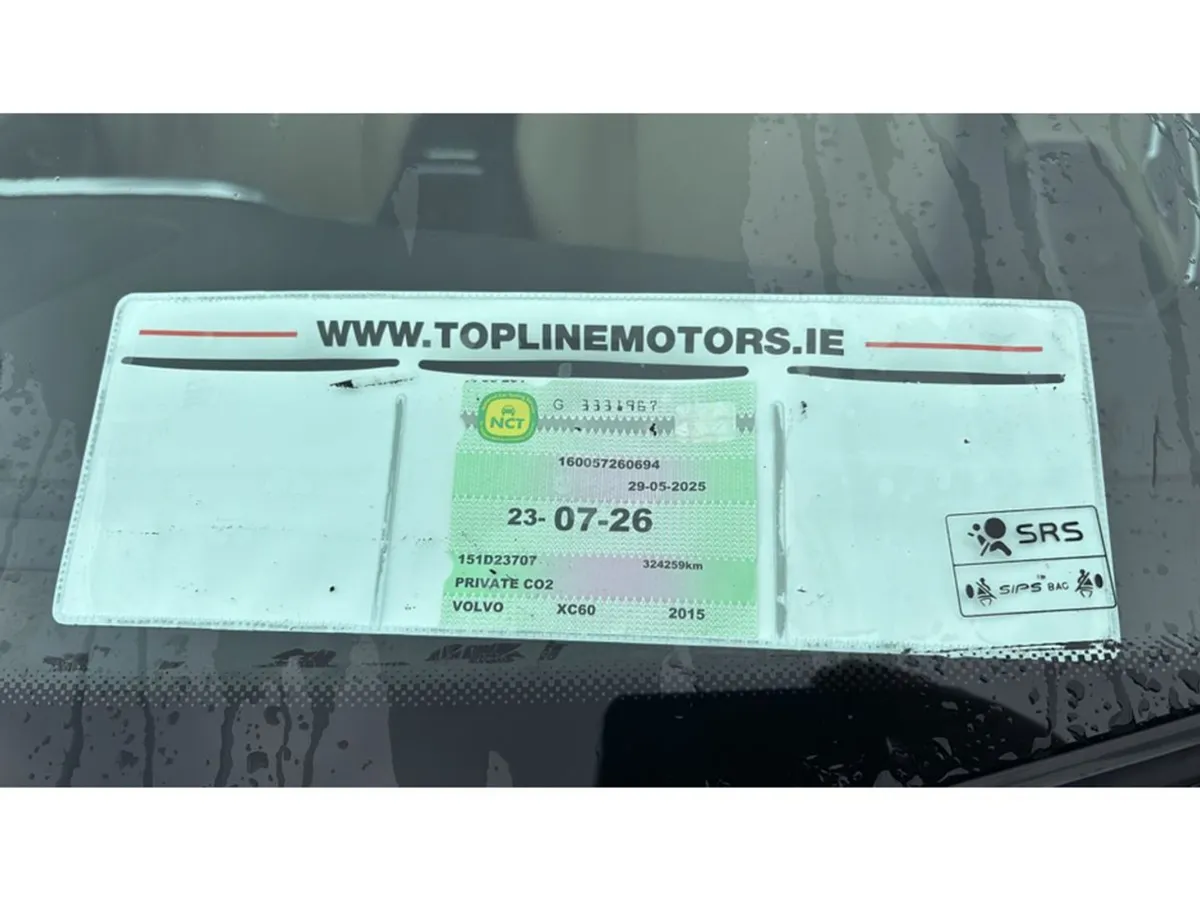 WWW.TOPLINEMOTORS.IE
NCT
G 3331967
160057260694
29-05-2025
23-07-26
151D23707 324259km
PRIVATE CO2
VOLVO XC60 2015
SRS
SIPS BAG